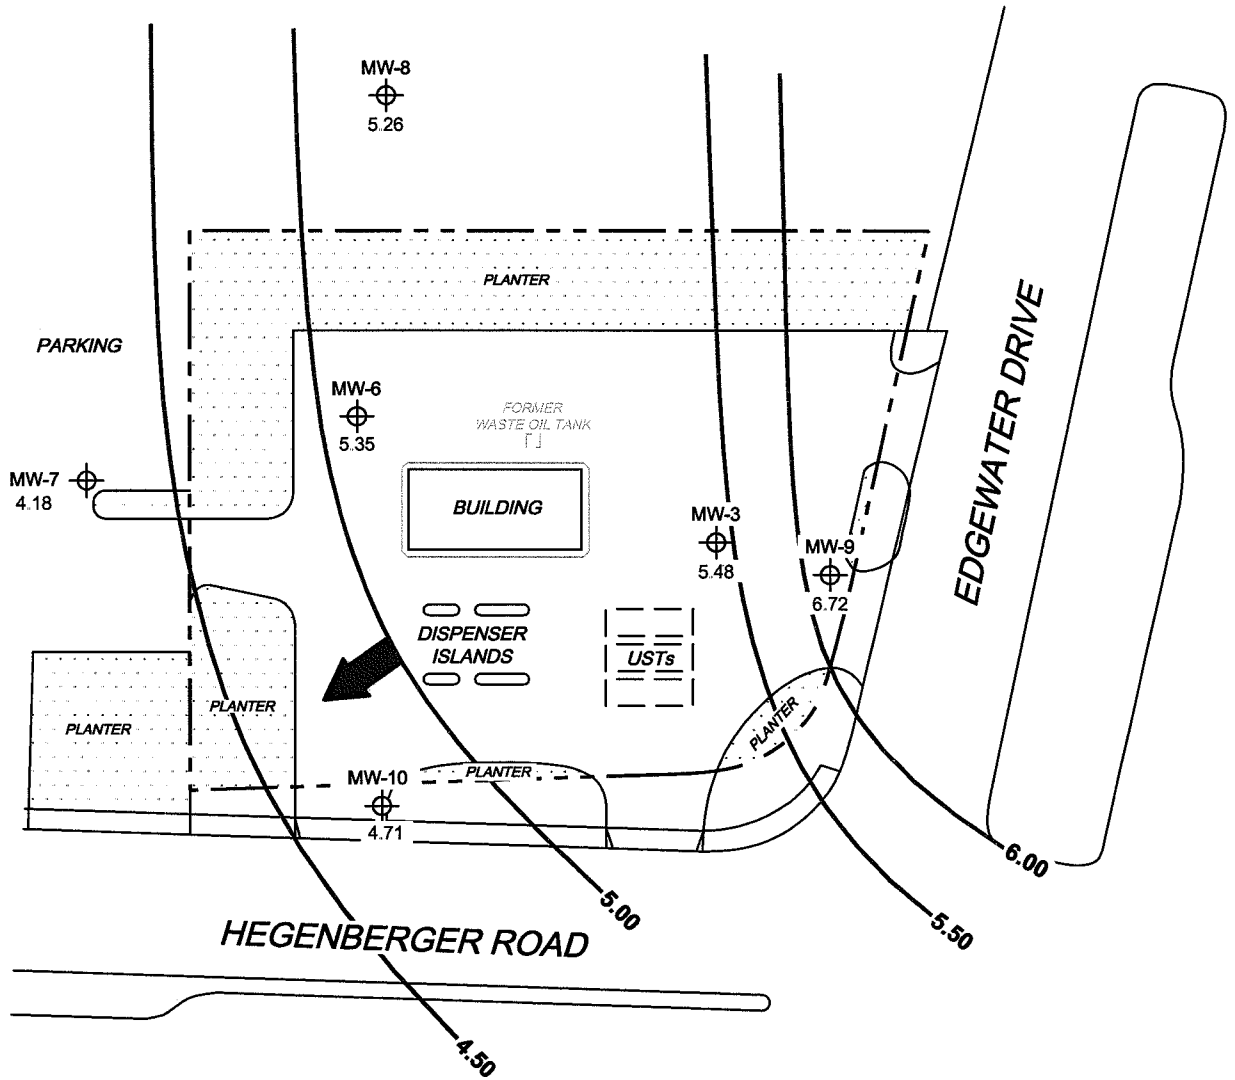 MW-8
5.26
PLANTER
PARKING
EDGEWATER DRIVE
MW-6
5.35
FORMER
WASTE OIL TANK
MW-7
4.18
BUILDING
MW-3
5.48
MW-9
6.72
DISPENSER
ISLANDS
USTs
PLANTER
PLANTER
PLANTER
PLANTER
MW-10
4.71
6.00
5.00
5.50
HEGENBERGER ROAD
4.50